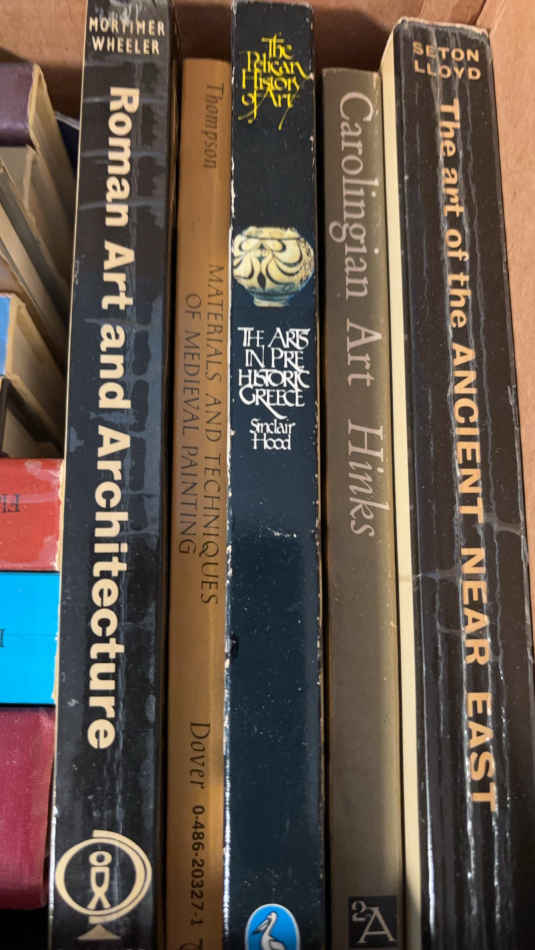 MORTIMER
WHEELER
Roman Art and Architecture
Thompson
MATERIALS AND TECHNIQUES
OF MEDIEVAL PAINTING
Dover 0-486-20327-1
The
Pelican
History
of Art
THE ARTS
IN PRE
HISTORIC
GREECE
Sinclair
Hood
Carolingian Art Hinks
2A
SETON
LLOYD
The art of the ANCIENT NEAR EAST